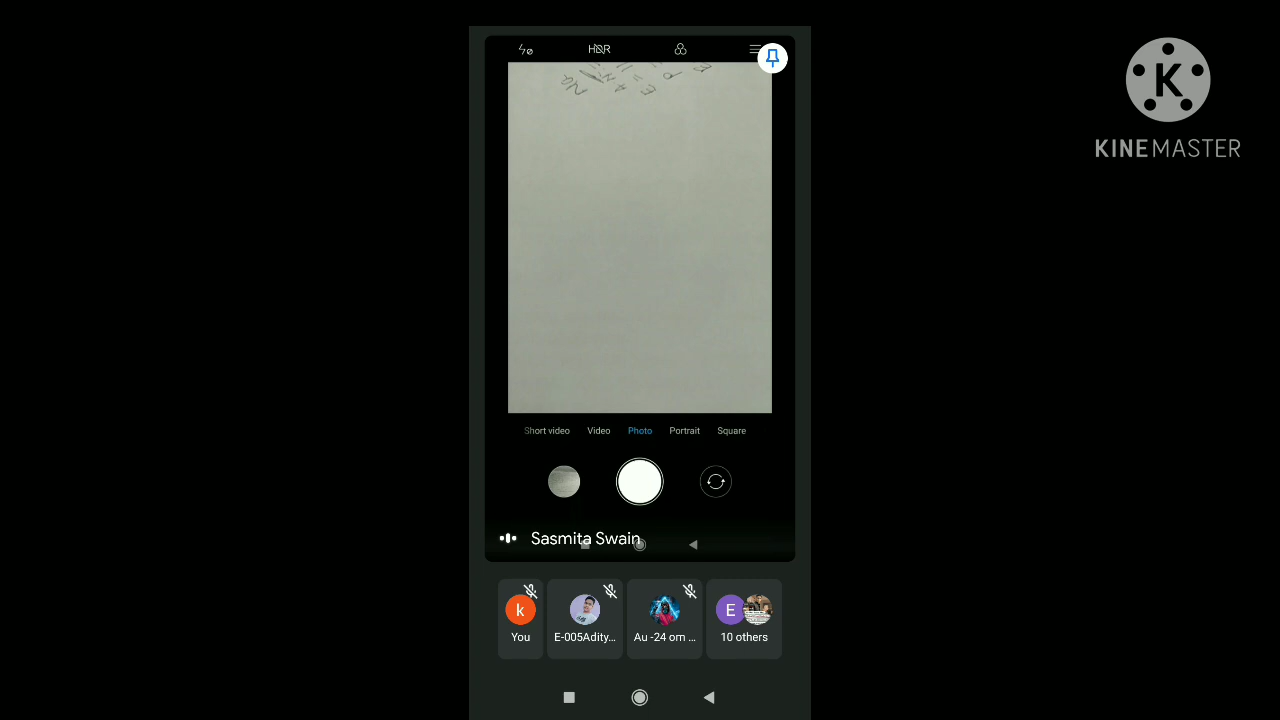 HDR
K
KINEMASTER
Short video Video Photo Portrait Square
Sasmita Swain
k
E
You
E-005Adity...
Au -24 om ...
10 others